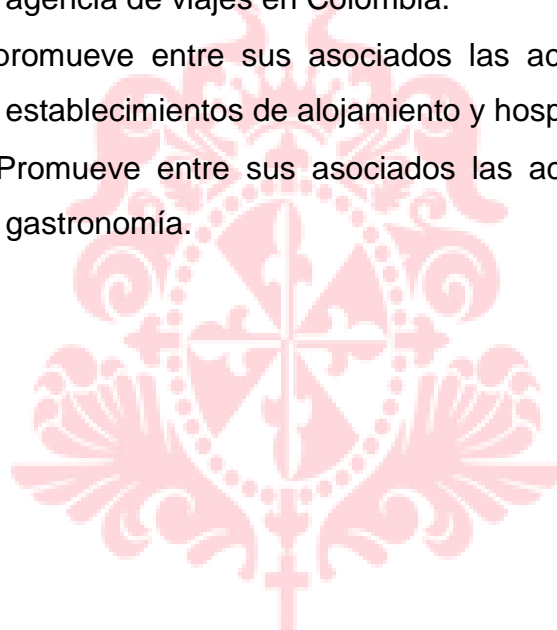 agencia de viajes en Colombia.
promueve entre sus asociados las ac
establecimientos de alojamiento y hosp
Promueve entre sus asociados las ac
gastronomía.